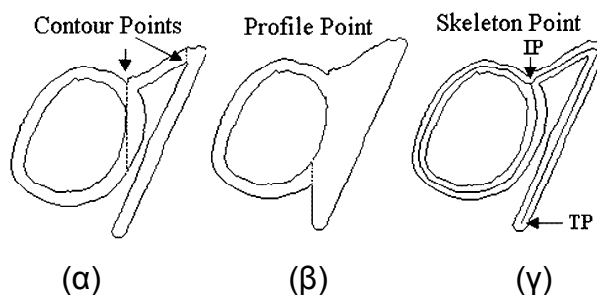 Contour Points Profile Point Skeleton Point
IP
TP
(α) (β) (γ)